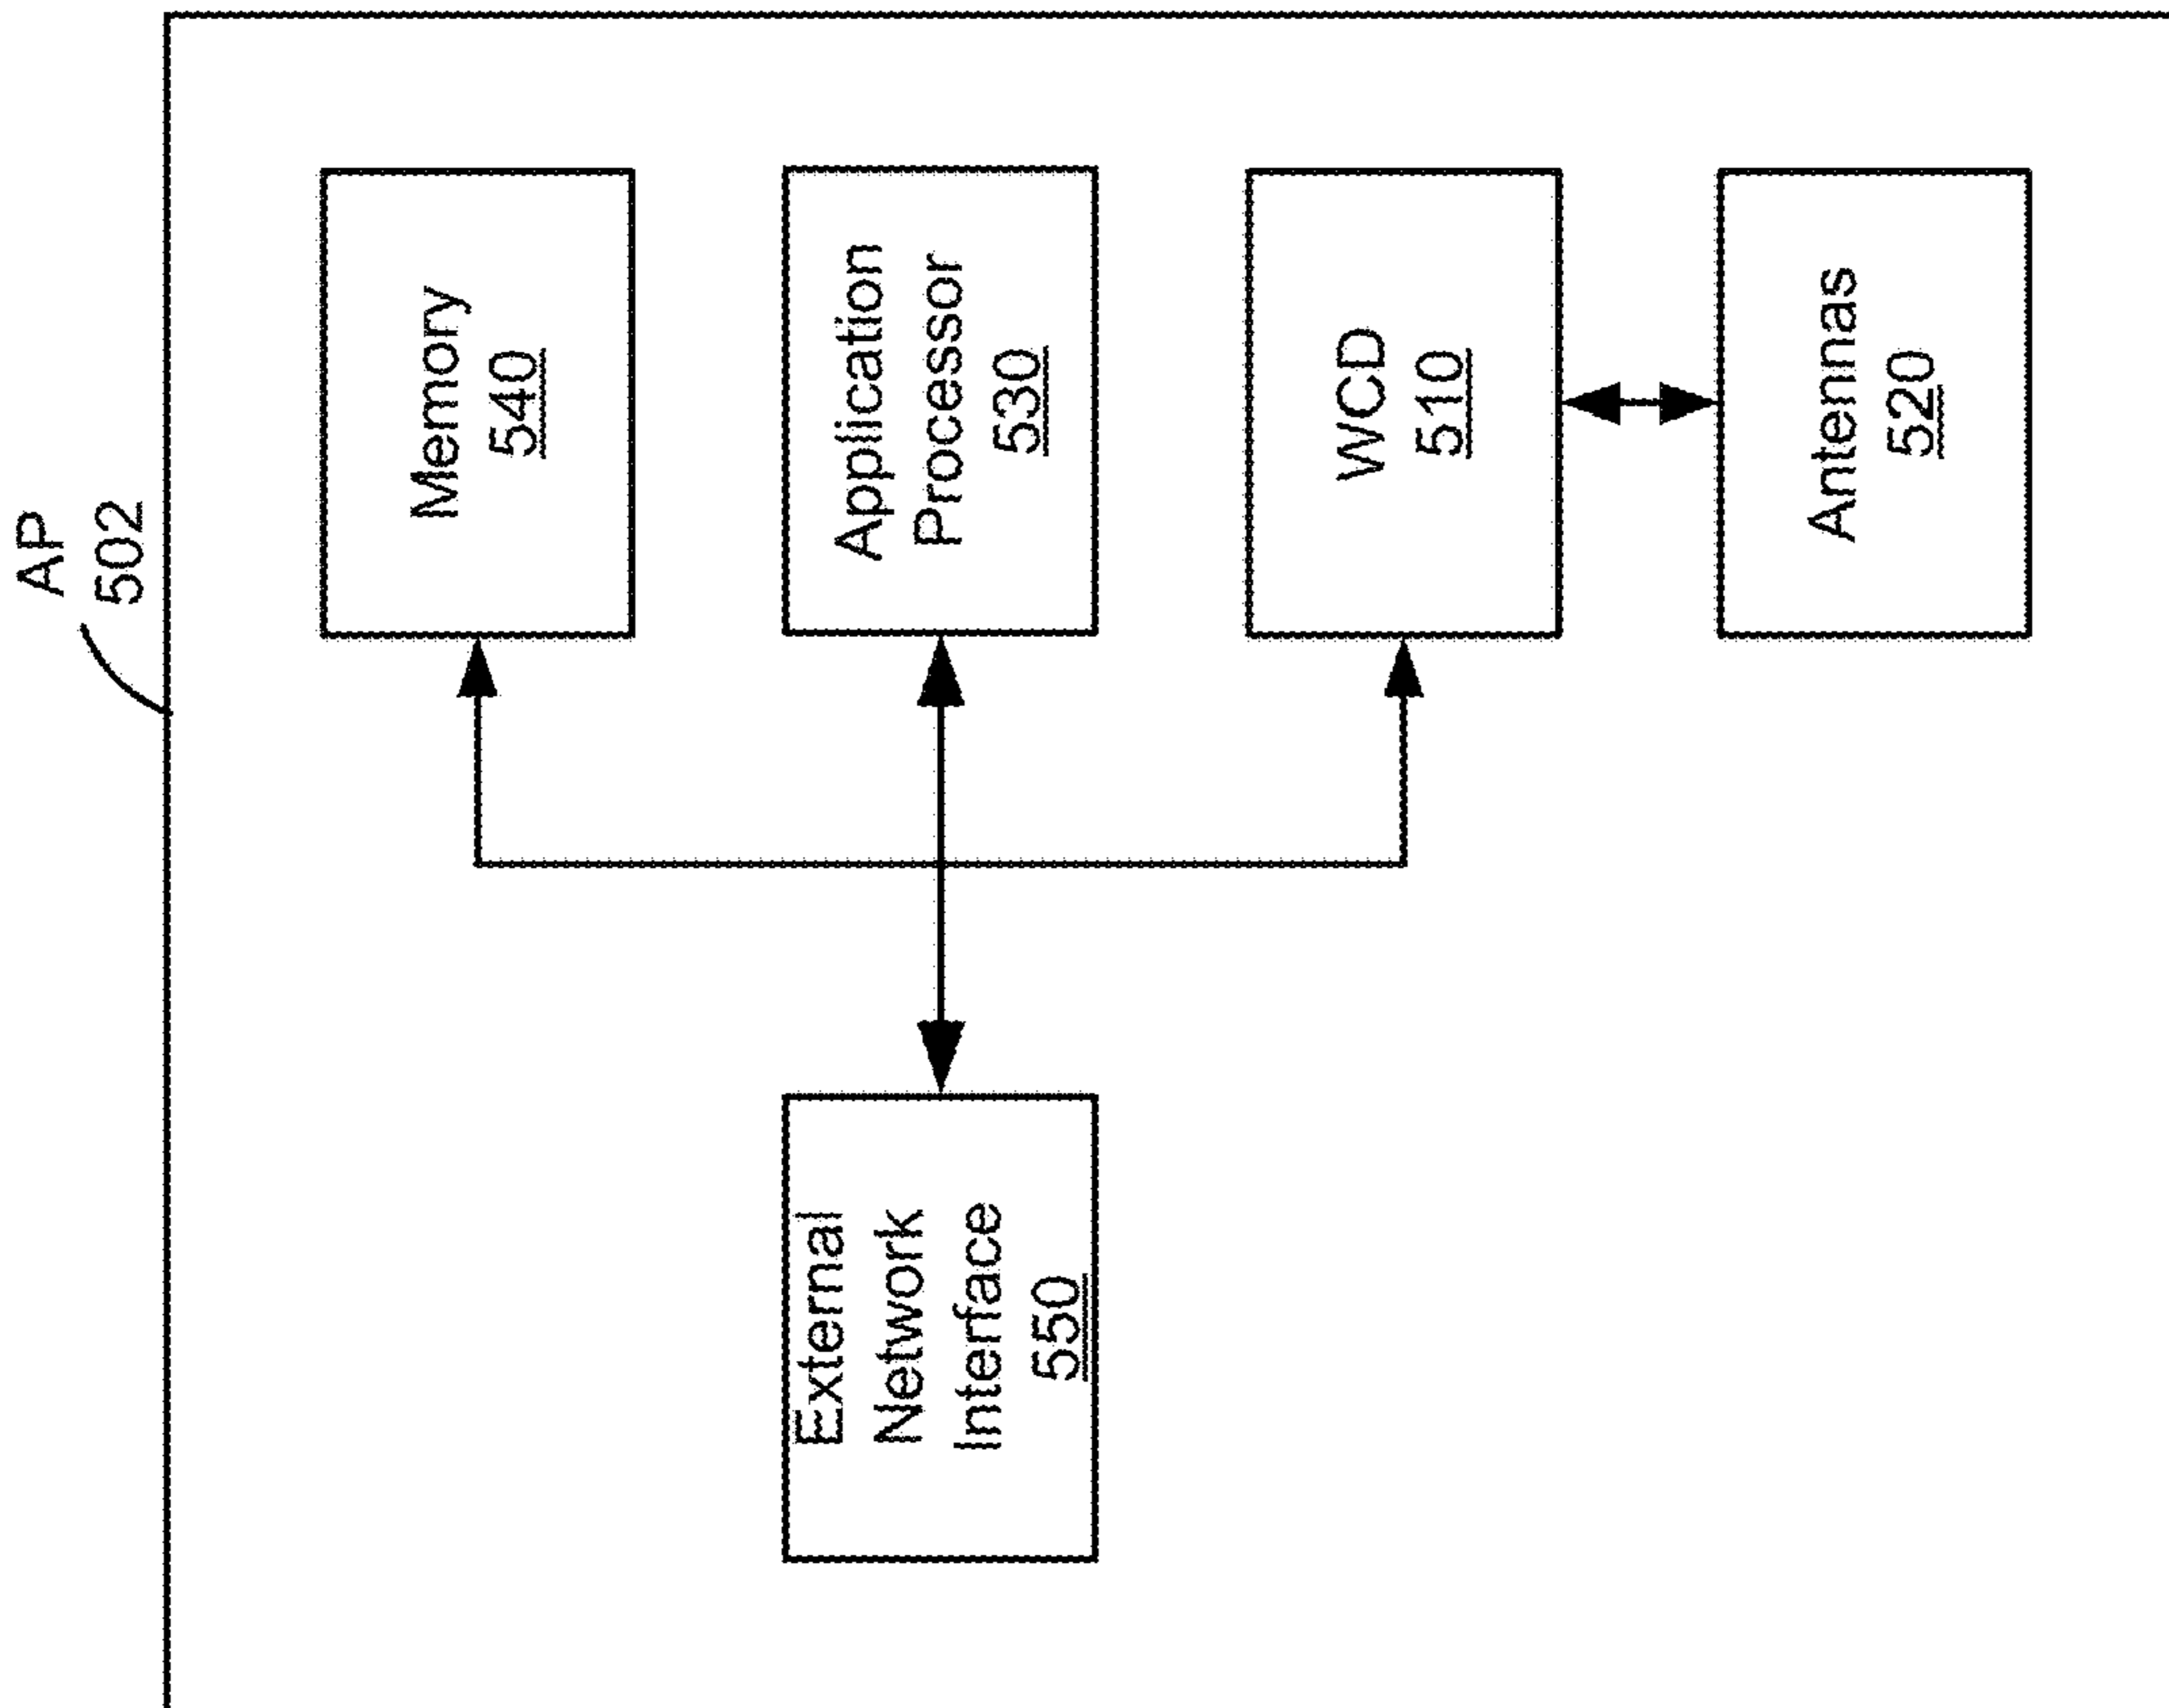 AP
502
Memory
540
Application
Processor
530
WCD
510
Antennas
520
External
Network
Interface
550